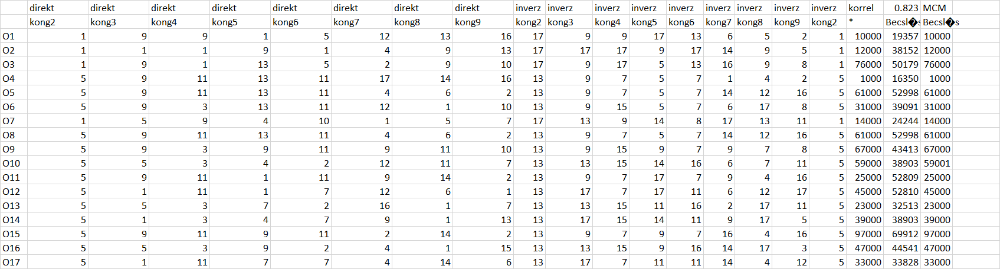 direkt direkt direkt direkt direkt direkt direkt direkt inverz inverz inverz inverz inverz inverz inverz inverz inverz korrel 0.823 MCM
kong2 kong3 kong4 kong5 kong6 kong7 kong8 kong9 kong2 kong3 kong4 kong5 kong6 kong7 kong8 kong9 kong2 * Becsl�s Becsl�s
O1 1 9 9 1 5 12 13 16 17 9 9 17 13 6 5 2 1 10000 19357 10000
O2 1 1 1 9 1 4 9 13 17 17 17 9 17 14 9 5 1 12000 38152 12000
O3 1 9 1 13 5 2 9 10 17 9 17 5 13 16 9 8 1 76000 50179 76000
O4 5 9 11 13 11 17 14 16 13 9 7 5 7 1 4 2 5 1000 16350 1000
O5 5 9 11 13 11 4 6 2 13 9 7 5 7 14 12 16 5 61000 52998 61000
O6 5 9 3 13 11 12 1 10 13 9 15 5 7 6 17 8 5 31000 39091 31000
O7 1 5 9 4 10 1 5 7 17 13 9 14 8 17 13 11 1 14000 24244 14000
O8 5 9 11 13 11 4 6 2 13 9 7 5 7 14 12 16 5 61000 52998 61000
O9 5 9 3 9 11 9 11 10 13 9 15 9 7 9 7 8 5 67000 43413 67000
O10 5 5 3 4 2 12 11 7 13 13 15 14 16 6 7 11 5 59000 38903 59001
O11 5 9 11 1 11 9 14 2 13 9 7 17 7 9 4 16 5 25000 52809 25000
O12 5 1 11 1 7 12 6 1 13 17 7 17 11 6 12 17 5 45000 52810 45000
O13 5 5 3 7 2 16 1 7 13 13 15 11 16 2 17 11 5 23000 32513 23000
O14 5 1 3 4 7 9 1 13 13 17 15 14 11 9 17 5 5 39000 38903 39000
O15 5 9 11 9 11 2 14 2 13 9 7 9 7 16 4 16 5 97000 69912 97000
O16 5 5 3 9 2 4 1 15 13 13 15 9 16 14 17 3 5 47000 44541 47000
O17 5 1 11 7 7 4 14 6 13 17 7 11 11 14 4 12 5 33000 33828 33000